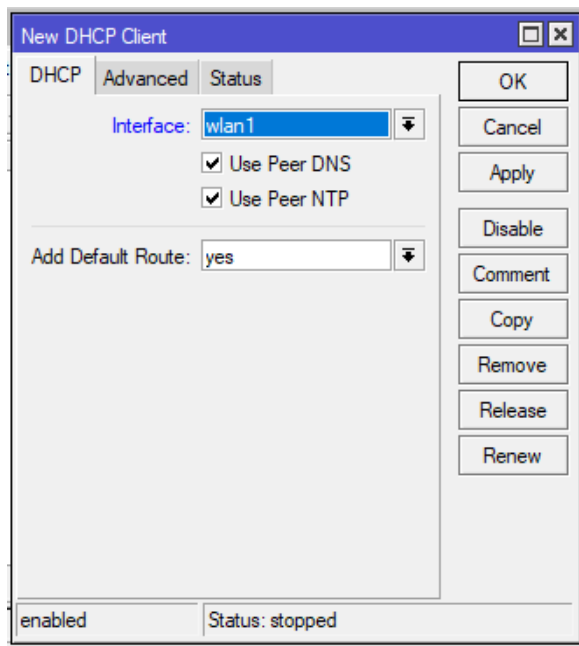 New DHCP Client
DHCP Advanced Status
Interface: wlan1
Use Peer DNS
Use Peer NTP
Add Default Route: yes
OK
Cancel
Apply
Disable
Comment
Copy
Remove
Release
Renew
enabled Status: stopped